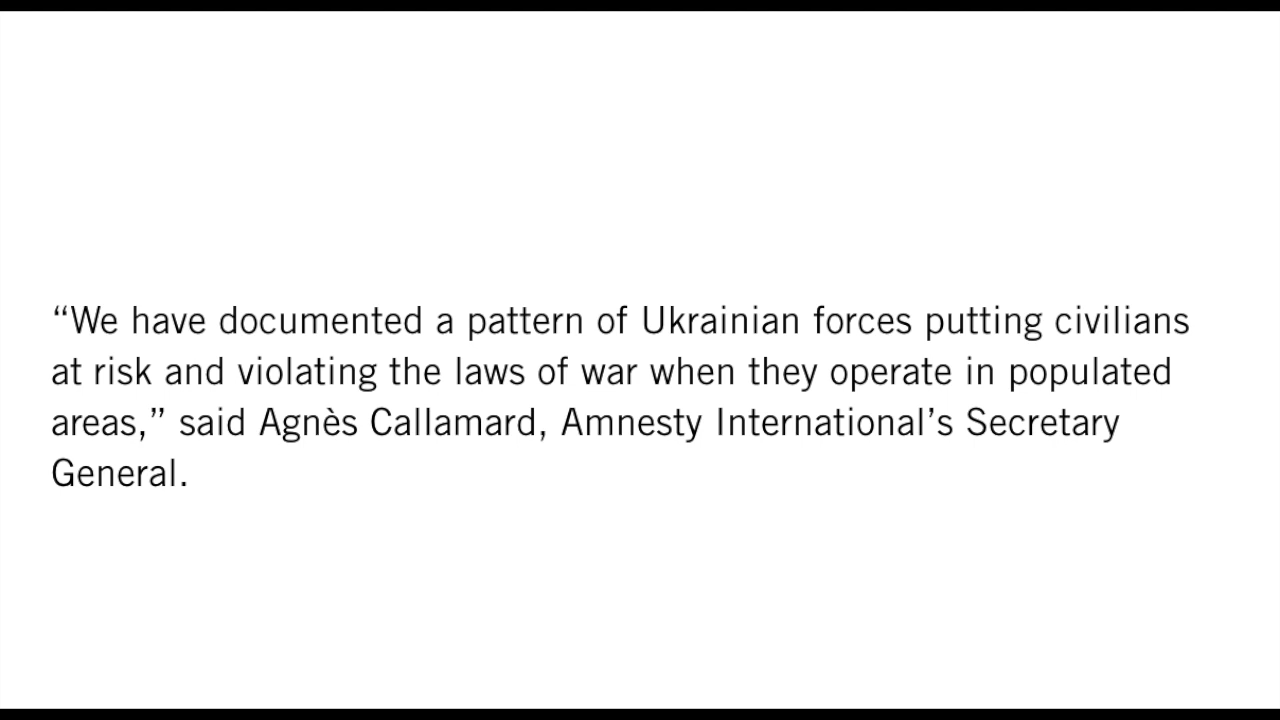 “We have documented a pattern of Ukrainian forces putting civilians
at risk and violating the laws of war when they operate in populated
areas,” said Agnès Callamard, Amnesty International’s Secretary
General.